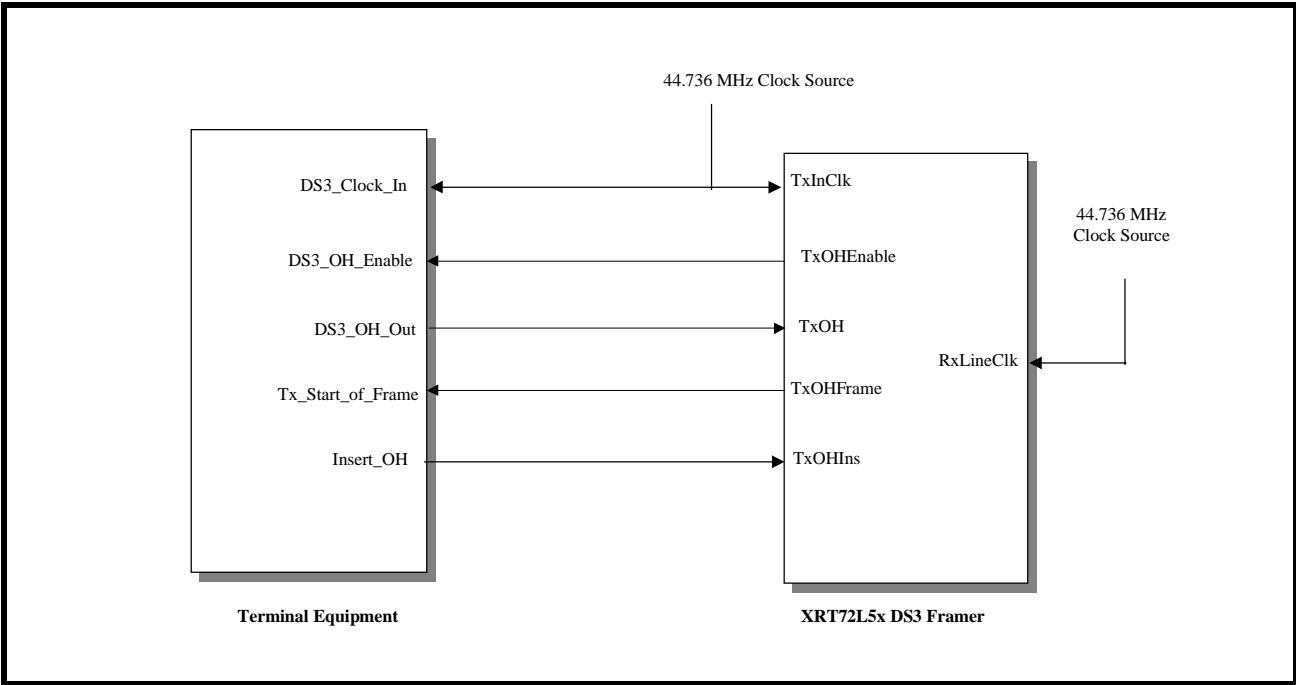 44.736 MHz Clock Source
DS3_Clock_In
TxInClk
44.736 MHz
Clock Source
DS3_OH_Enable
TxOHEnable
DS3_OH_Out
TxOH
RxLineClk
Tx_Start_of_Frame
TxOHFrame
Insert_OH
TxOHIns
Terminal Equipment
XRT72L5x DS3 Framer